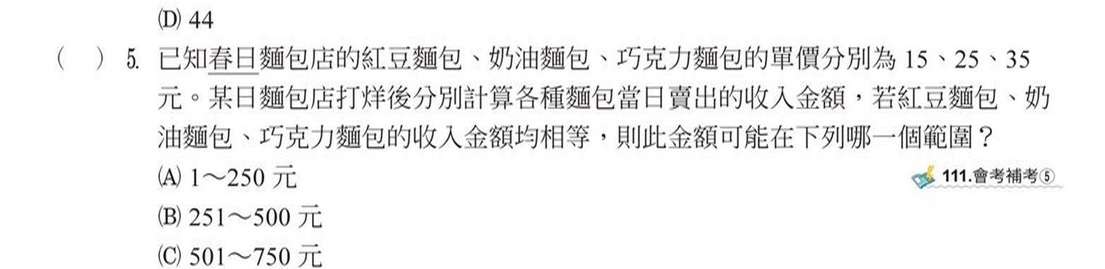 (D) 44
(　) 5. 已知春日麵包店的紅豆麵包、奶油麵包、巧克力麵包的單價分別為 15、25、35
元。某日麵包店打烊後分別計算各種麵包當日賣出的收入金額，若紅豆麵包、奶
油麵包、巧克力麵包的收入金額均相等，則此金額可能在下列哪一個範圍？
(A) 1～250 元
111.會考補考⑤
(B) 251～500 元
(C) 501～750 元